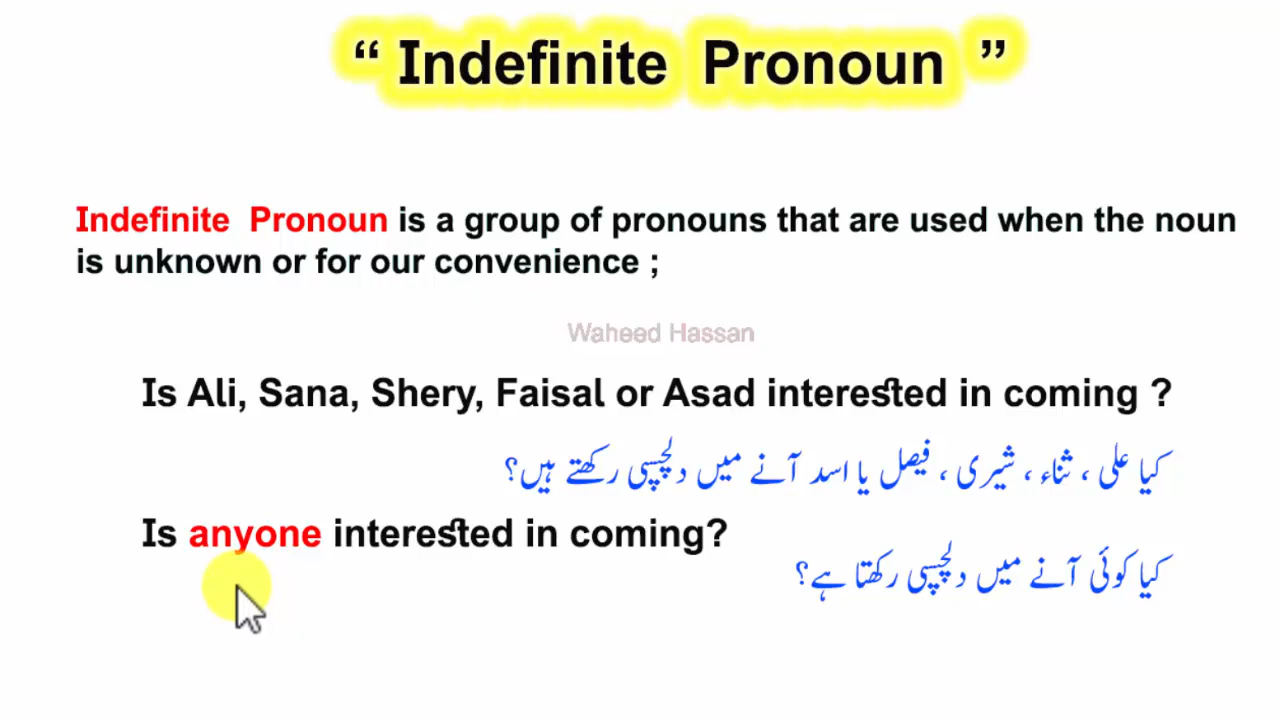 “ Indefinite Pronoun ”
Indefinite Pronoun is a group of pronouns that are used when the noun
is unknown or for our convenience ;
Waheed Hassan
Is Ali, Sana, Shery, Faisal or Asad interested in coming ?
کیا علی ، ثناء ، شیری ، فیصل یا اسد آنے میں دلچسپی رکھتے ہیں؟
Is anyone interested in coming?
کیا کوئی آنے میں دلچسپی رکھتا ہے؟